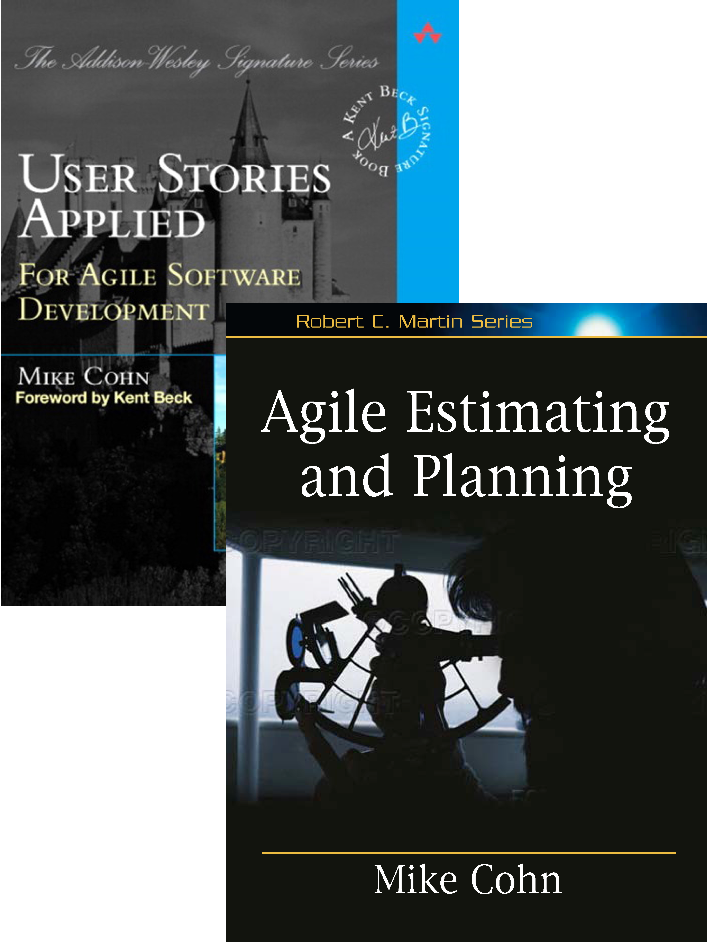 The Addison-Wesley Signature Series
A KENT BECK SIGNATURE BOOK
Kent B
USER STORIES
APPLIED
FOR AGILE SOFTWARE
DEVELOPMENT
MIKE COHN
Foreword by Kent Beck
Robert C. Martin Series
Agile Estimating
and Planning
COPYRIGHT
COPYRIGHT
Mike Cohn